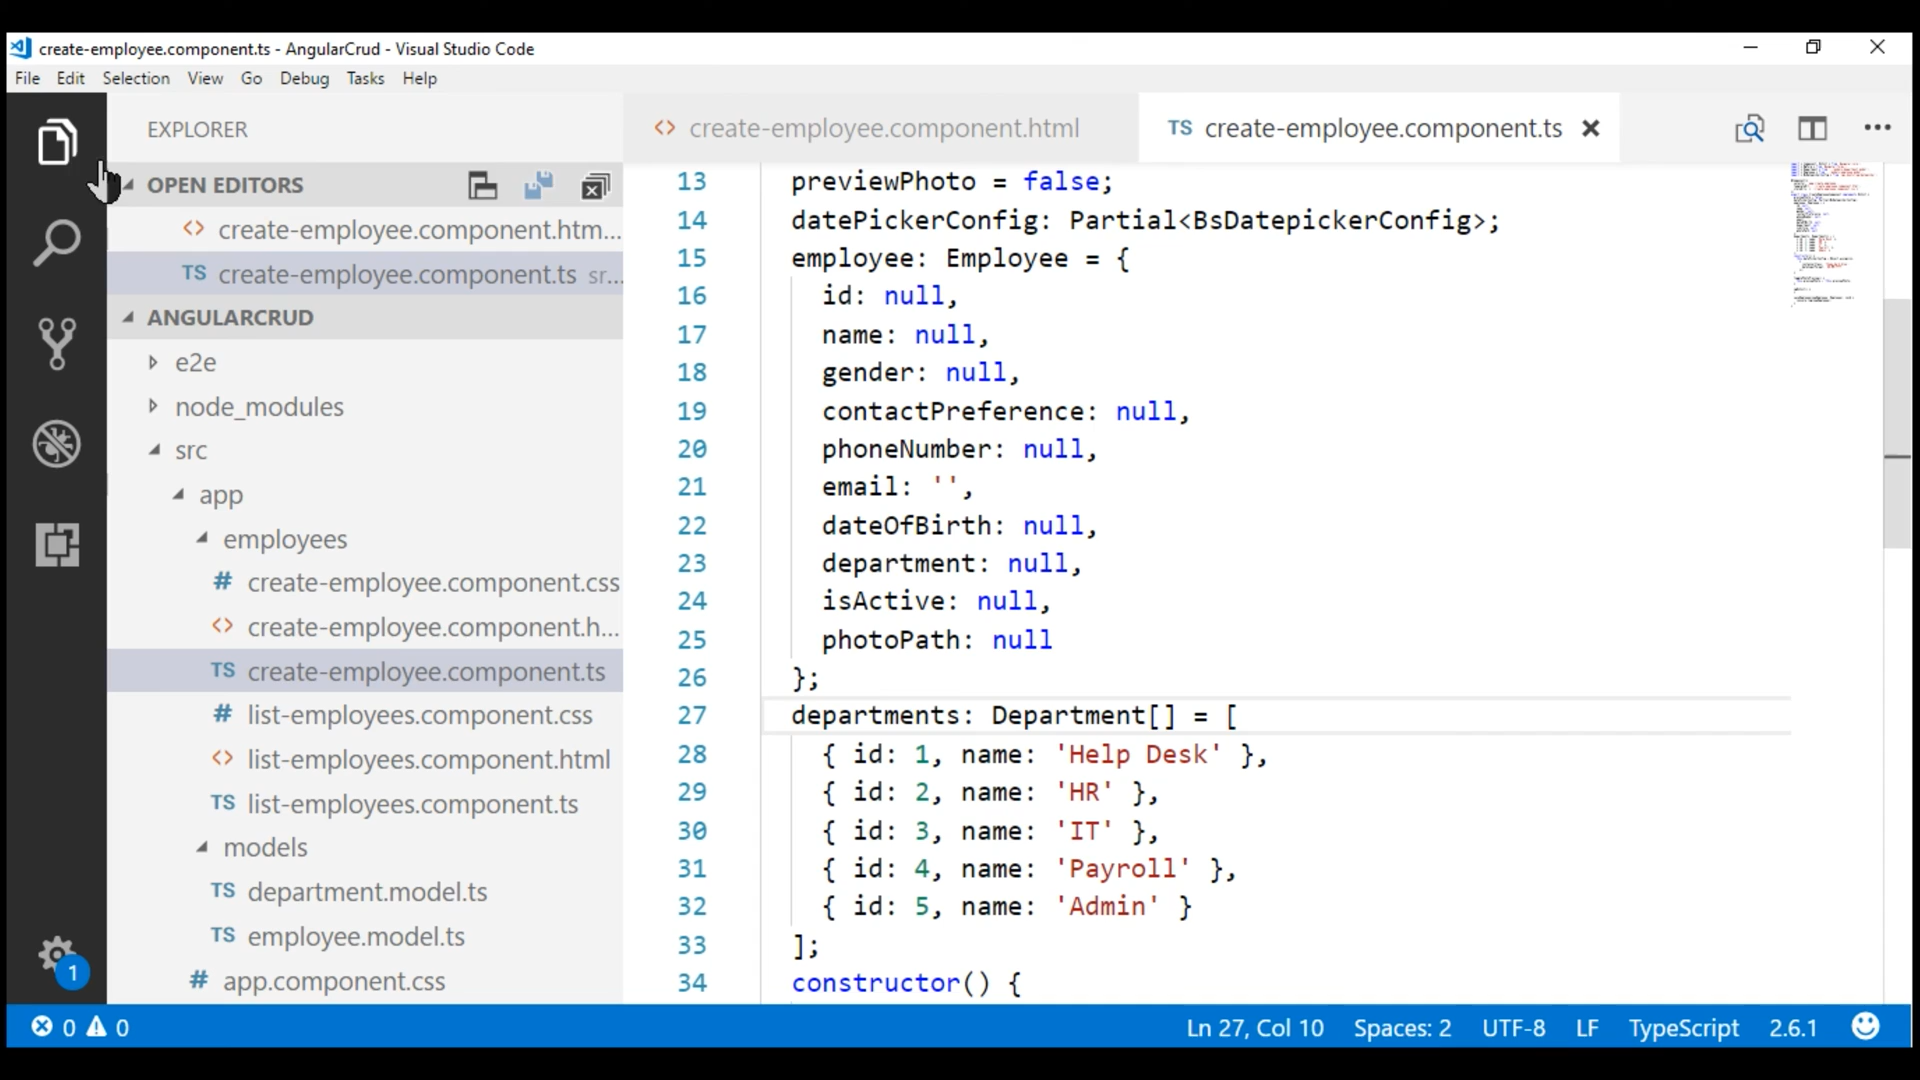 create-employee.component.ts - AngularCrud - Visual Studio Code
File Edit Selection View Go Debug Tasks Help
EXPLORER
OPEN EDITORS
<> create-employee.component.htm...
TS create-employee.component.ts src...
ANGULARCRUD
e2e
node_modules
src
app
employees
# create-employee.component.css
<> create-employee.component.h...
TS create-employee.component.ts
# list-employees.component.css
<> list-employees.component.html
TS list-employees.component.ts
models
TS department.model.ts
TS employee.model.ts
# app.component.css
1
<> create-employee.component.html
TS create-employee.component.ts
13 previewPhoto = false;
14 datePickerConfig: Partial<BsDatepickerConfig>;
15 employee: Employee = {
16 id: null,
17 name: null,
18 gender: null,
19 contactPreference: null,
20 phoneNumber: null,
21 email: '',
22 dateOfBirth: null,
23 department: null,
24 isActive: null,
25 photoPath: null
26 };
27 departments: Department[] = [
28 { id: 1, name: 'Help Desk' },
29 { id: 2, name: 'HR' },
30 { id: 3, name: 'IT' },
31 { id: 4, name: 'Payroll' },
32 { id: 5, name: 'Admin' }
33 ];
34 constructor() {
0 0 Ln 27, Col 10 Spaces: 2 UTF-8 LF TypeScript 2.6.1